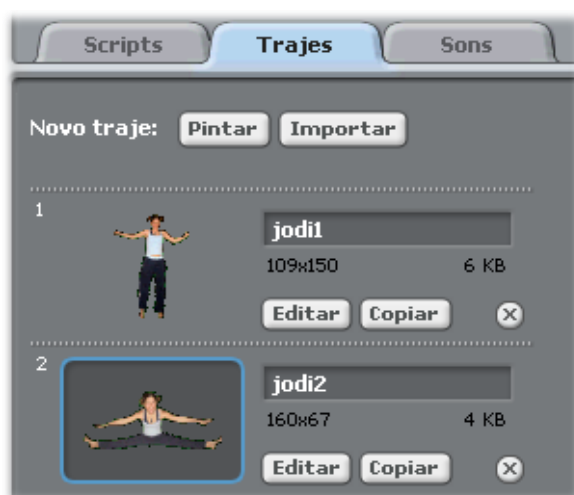 Scripts Trajes Sons
Novo traje: Pintar Importar
1
jodi1
109x150 6 KB
Editar Copiar x
2
jodi2
160x67 4 KB
Editar Copiar x